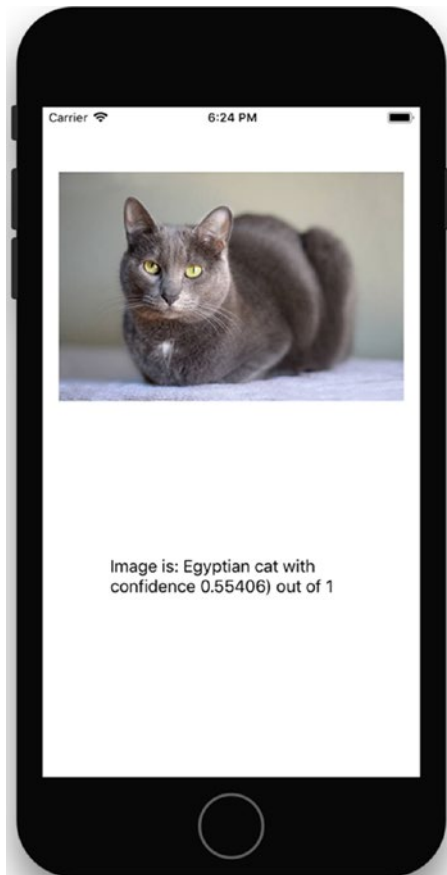 Carrier 6:24 PM
Image is: Egyptian cat with
confidence 0.55406) out of 1